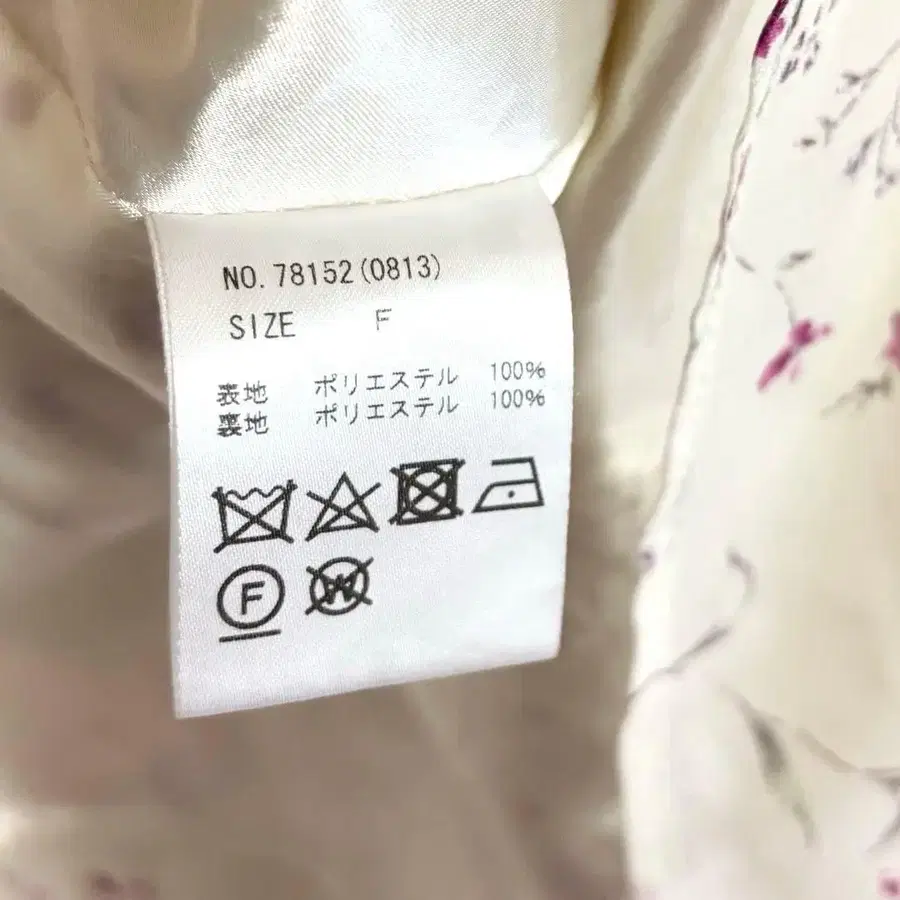 NO. 78152(0813)
SIZE F
表地 ポリエステル 100%
裏地 ポリエステル 100%
F W